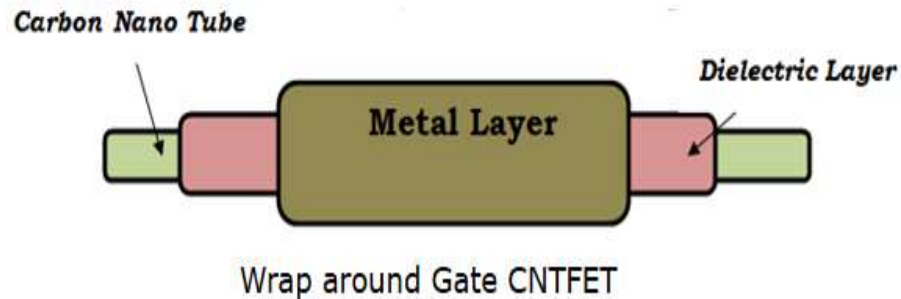 Carbon Nano Tube
Dielectric Layer
Metal Layer
Wrap around Gate CNTFET